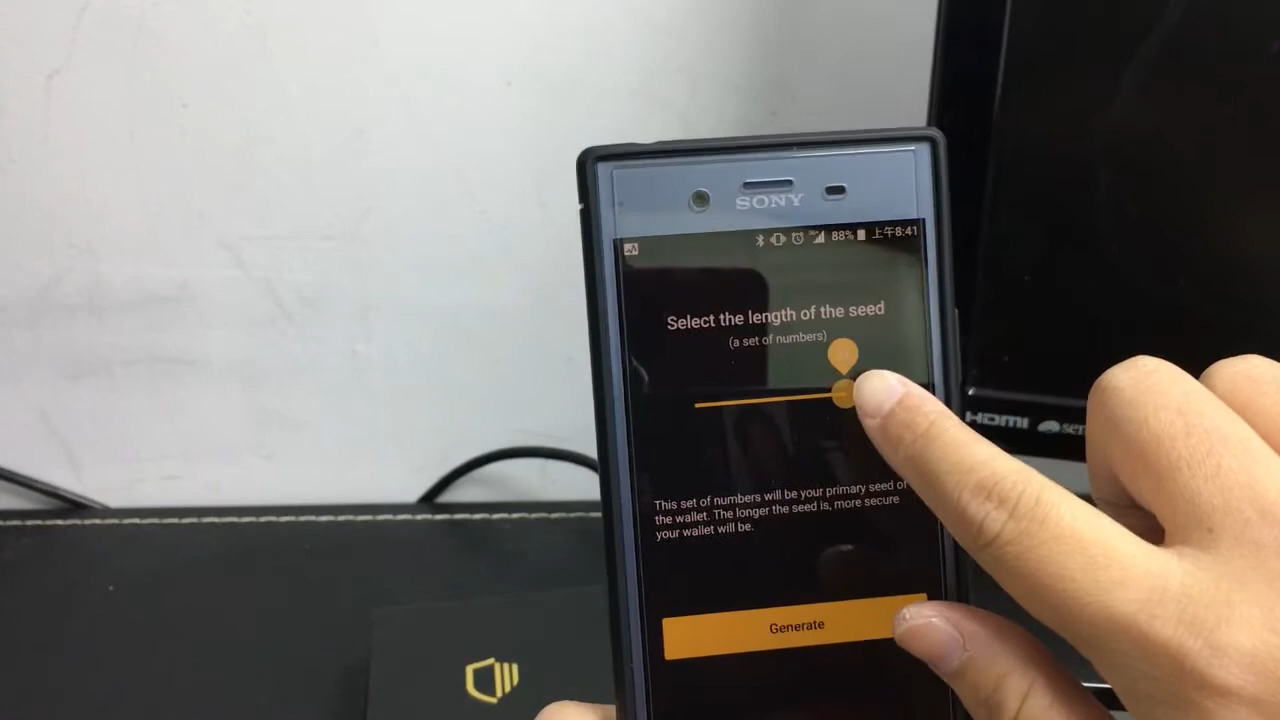 SONY
88% 上午8:41
Select the length of the seed
(a set of numbers)
HDMI
This set of numbers will be your primary seed of
the wallet. The longer the seed is, more secure
your wallet will be.
Generate